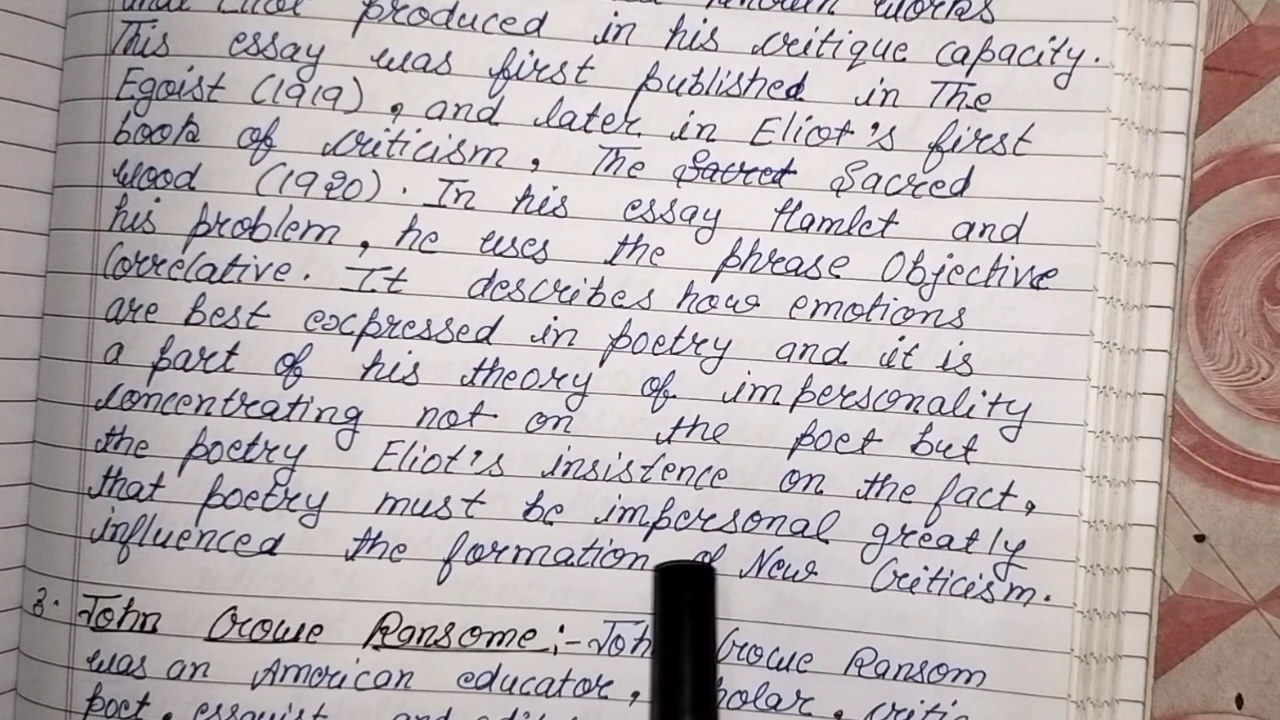 produced in his critique capacity.
This essay was first published in The
Egoist (1919), and later in Eliot's first
book of criticism, The Sacred Sacred
wood (1920). In his essay Hamlet and
his problem, he uses the phrase Objective
Correlative. It describes how emotions
are best expressed in poetry and it is
a part of his theory of impersonality
concentrating not on the poet but
the poetry Eliot's insistence on the fact,
that poetry must be impersonal greatly
influenced the formation of New Criticism.
3. John Crowe Ransome:- John Crowe Ransom
was an American educator,
poet, essayist and